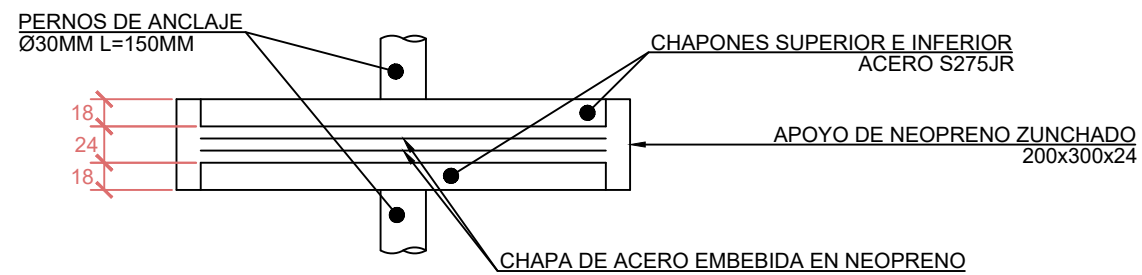 PERNOS DE ANCLAJE
Ø30MM L=150MM
CHAPONES SUPERIOR E INFERIOR
ACERO S275JR
18
24
18
APOYO DE NEOPRENO ZUNCHADO
200x300x24
CHAPA DE ACERO EMBEBIDA EN NEOPRENO